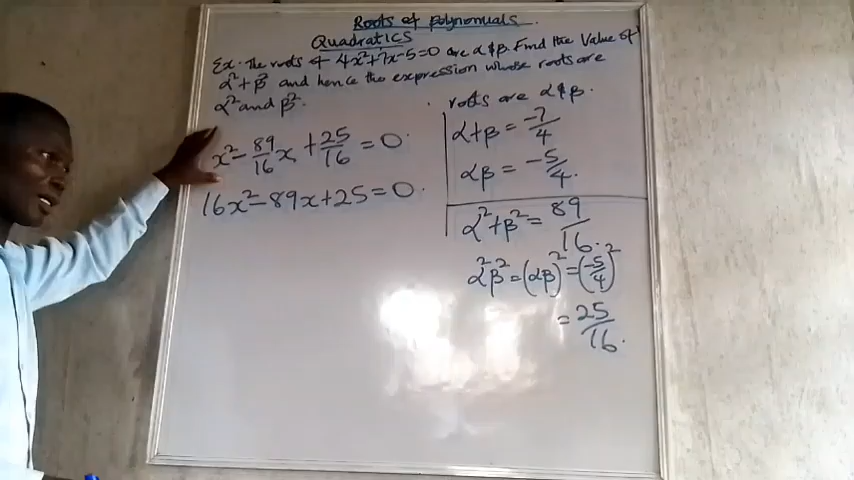 Roots of polynomials.
Quadratics
Ex. The roots of 4x²+7x-5=0 are α & β. Find the Value of
α²+β² and hence the expression whose roots are
α² and β².
x² - 89/16 x + 25/16 = 0.
16x² - 89x + 25 = 0.
roots are α & β.
α+β = -7/4
αβ = -5/4.
α²+β² = 89/16.
α²β² = (αβ)² = (-5/4)²
= 25/16.